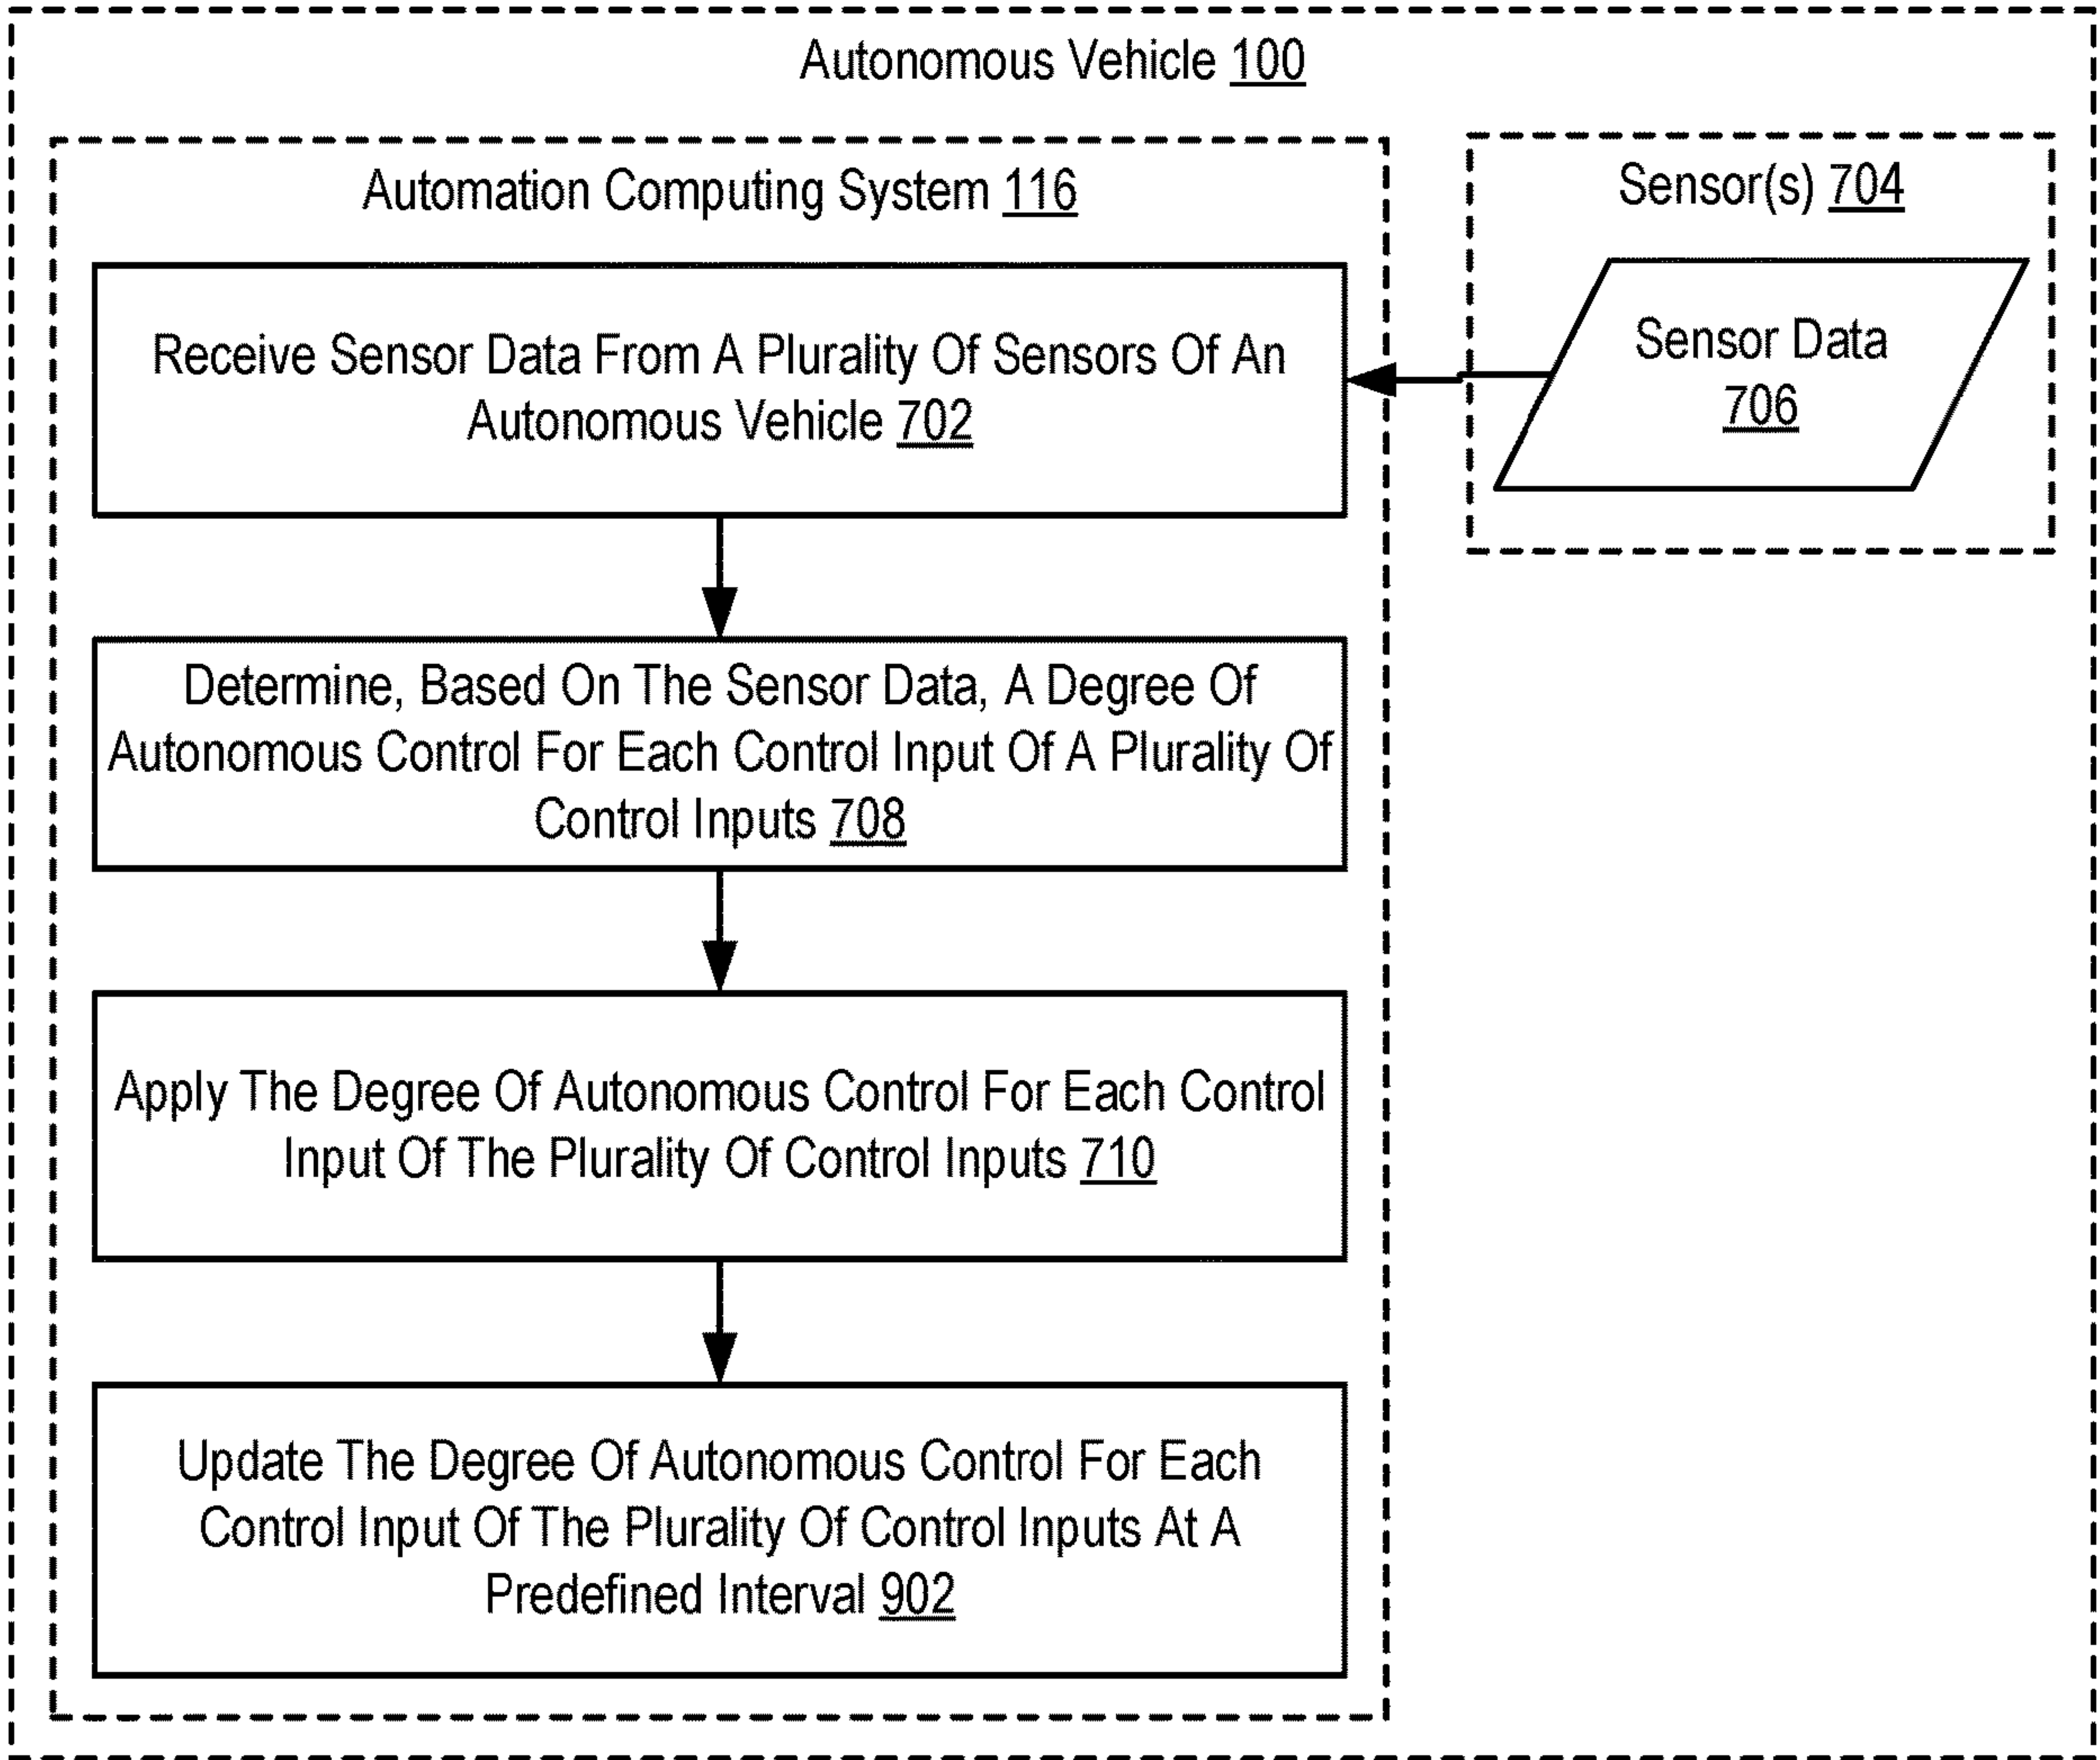 Autonomous Vehicle 100
Automation Computing System 116
Sensor(s) 704
Receive Sensor Data From A Plurality Of Sensors Of An
Autonomous Vehicle 702
Sensor Data
706
Determine, Based On The Sensor Data, A Degree Of
Autonomous Control For Each Control Input Of A Plurality Of
Control Inputs 708
Apply The Degree Of Autonomous Control For Each Control
Input Of The Plurality Of Control Inputs 710
Update The Degree Of Autonomous Control For Each
Control Input Of The Plurality Of Control Inputs At A
Predefined Interval 902